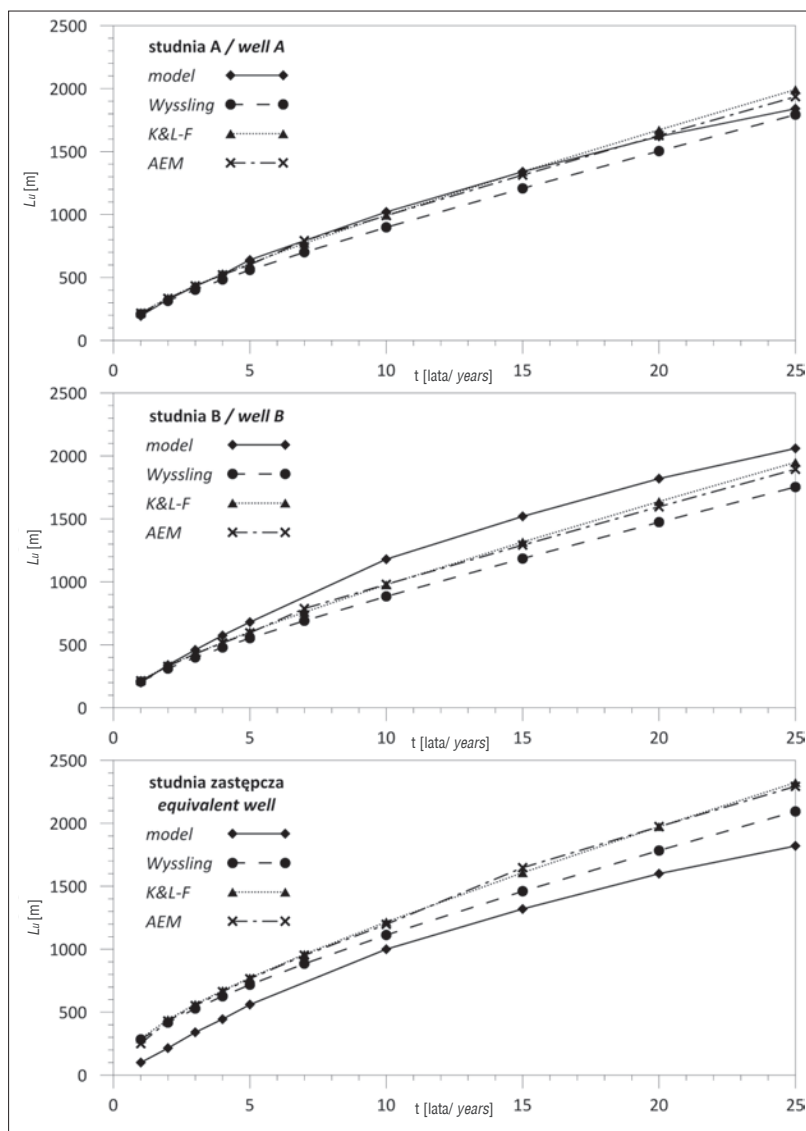 2500
2000
1500
1000
500
0
studnia A / well A
model
Wyssling
K&L-F
AEM
Lu [m]
0 5 10 15 20 25
t [lata/ years]
2500
2000
1500
1000
500
0
studnia B / well B
model
Wyssling
K&L-F
AEM
Lu [m]
0 5 10 15 20 25
t [lata/ years]
2500
2000
1500
1000
500
0
studnia zastępcza
equivalent well
model
Wyssling
K&L-F
AEM
Lu [m]
0 5 10 15 20 25
t [lata/ years]